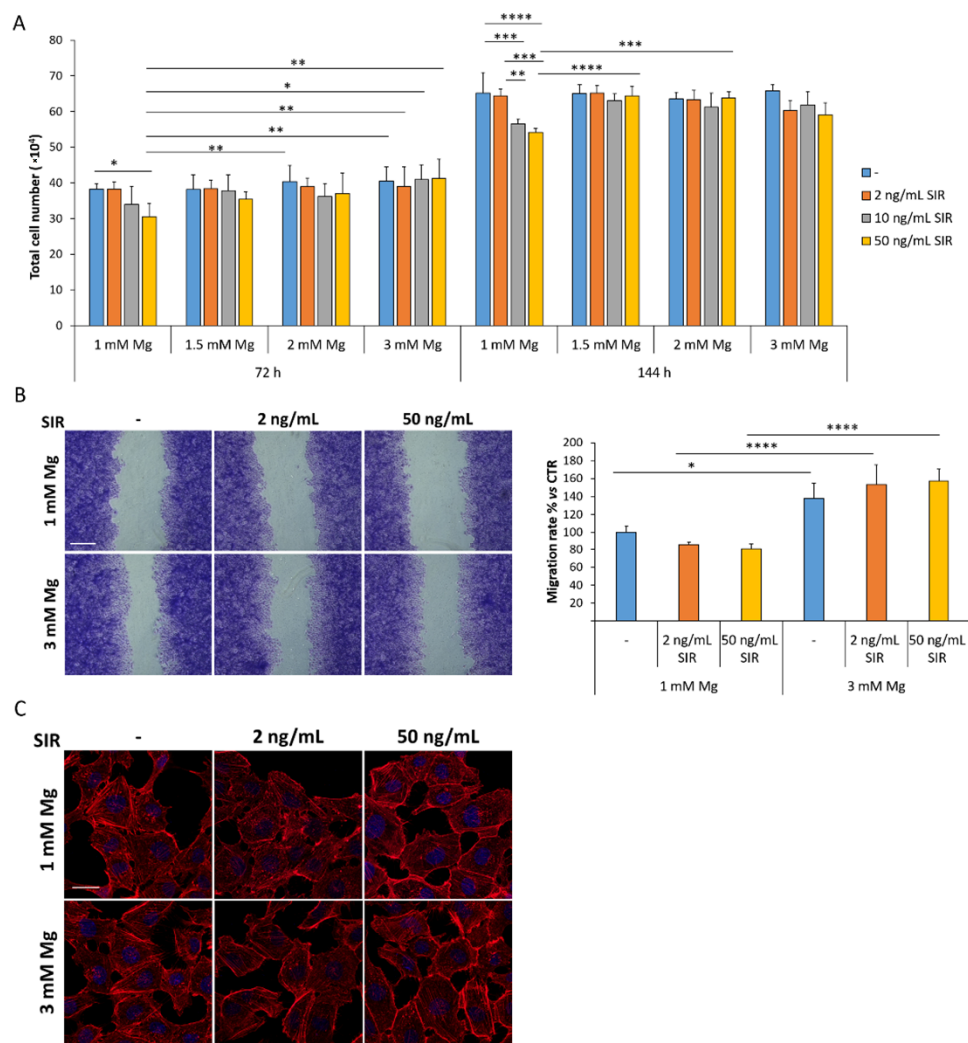 A
Total cell number ( ×10⁴)
80
70
60
50
40
30
20
10
0
**
*
**
**
**
*
****
***
***
**
***
****
1 mM Mg 1.5 mM Mg 2 mM Mg 3 mM Mg 1 mM Mg 1.5 mM Mg 2 mM Mg 3 mM Mg
72 h 144 h
-
2 ng/mL SIR
10 ng/mL SIR
50 ng/mL SIR
B
SIR - 2 ng/mL 50 ng/mL
1 mM Mg
3 mM Mg
Migration rate % vs CTR
200
180
160
140
120
100
80
60
40
20
****
****
*
- 2 ng/mL SIR 50 ng/mL SIR - 2 ng/mL SIR 50 ng/mL SIR
1 mM Mg 3 mM Mg
C
SIR - 2 ng/mL 50 ng/mL
1 mM Mg
3 mM Mg